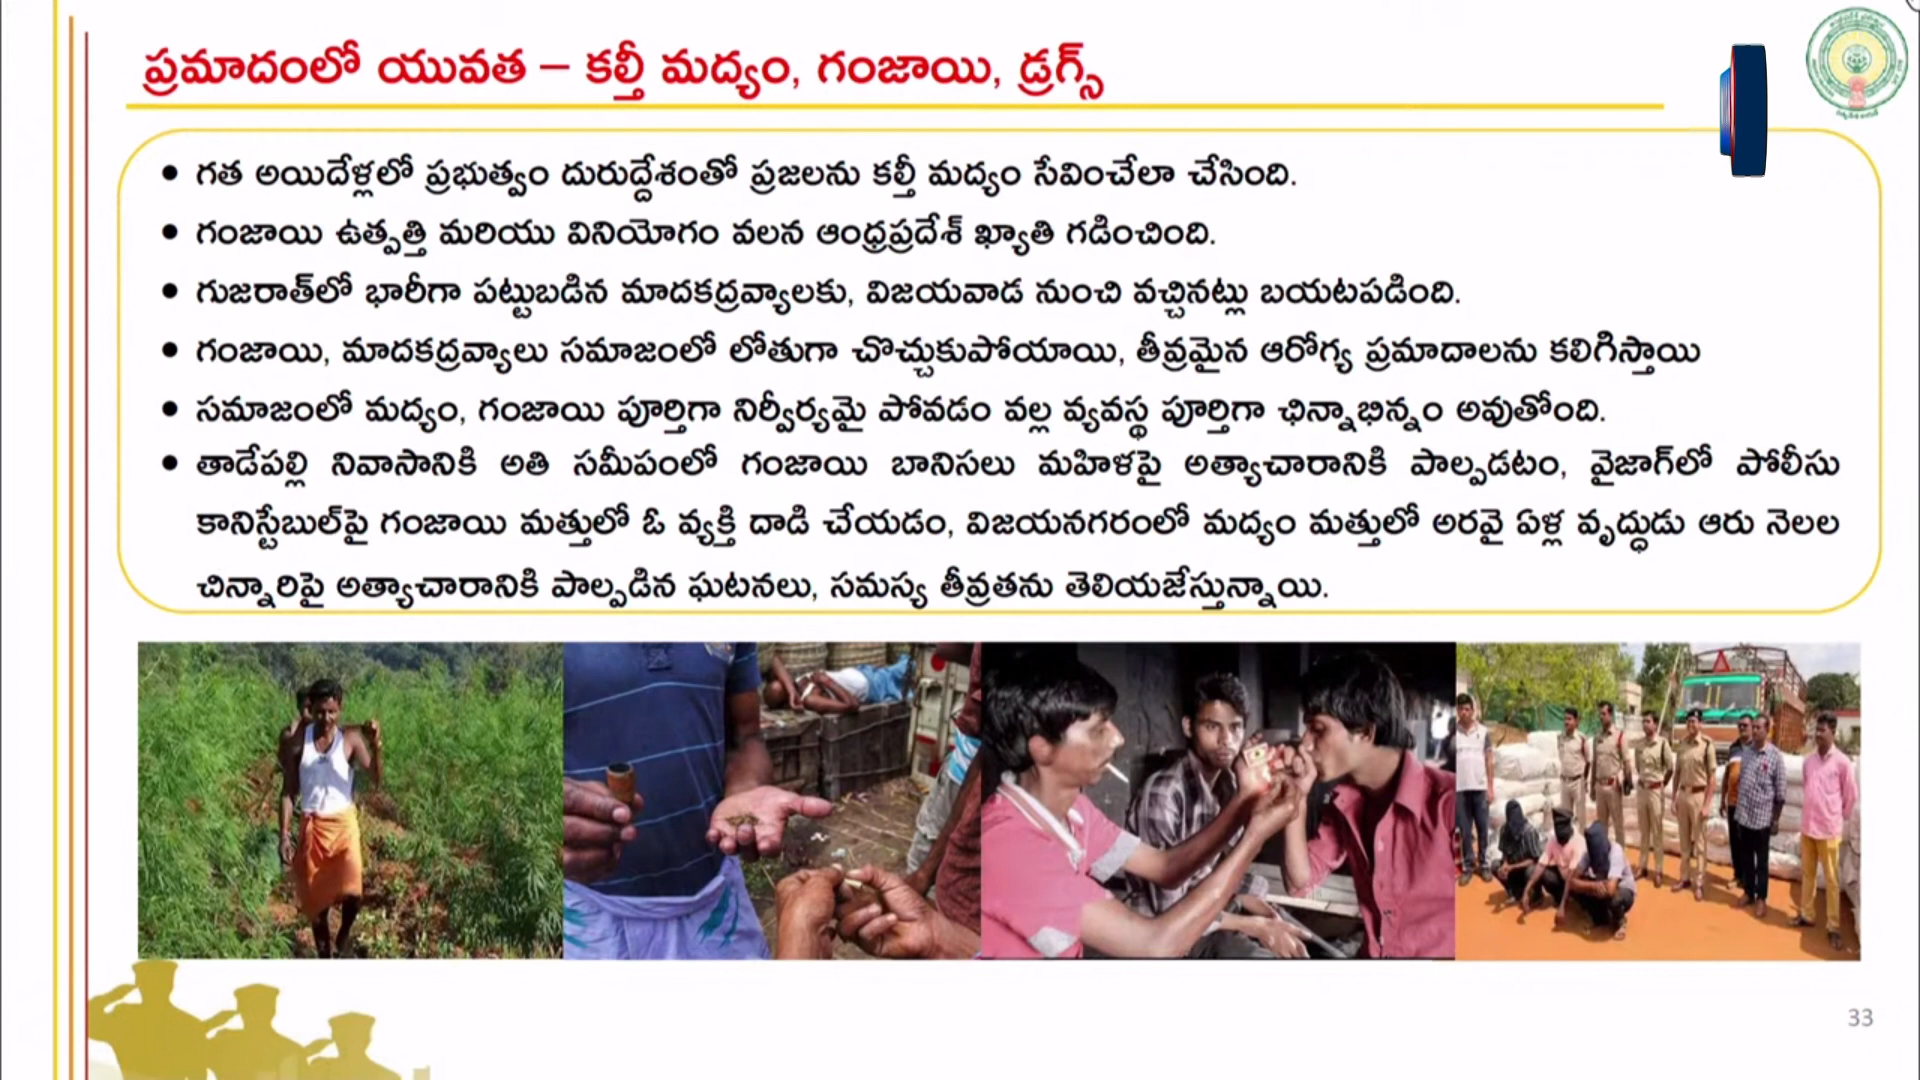 ప్రమాదంలో యువత – కల్తీ మద్యం, గంజాయి, డ్రగ్స్
• గత అయిదేళ్లలో ప్రభుత్వం దురుద్దేశంతో ప్రజలను కల్తీ మద్యం సేవించేలా చేసింది.
• గంజాయి ఉత్పత్తి మరియు వినియోగం వలన ఆంధ్రప్రదేశ్ ఖ్యాతి గడించింది.
• గుజరాత్‌లో భారీగా పట్టుబడిన మాదకద్రవ్యాలకు, విజయవాడ నుంచి వచ్చినట్లు బయటపడింది.
• గంజాయి, మాదకద్రవ్యాలు సమాజంలో లోతుగా చొచ్చుకుపోయాయి, తీవ్రమైన ఆరోగ్య ప్రమాదాలను కలిగిస్తాయి
• సమాజంలో మద్యం, గంజాయి పూర్తిగా నిర్వీర్యమై పోవడం వల్ల వ్యవస్థ పూర్తిగా ఛిన్నాభిన్నం అవుతోంది.
• తాడేపల్లి నివాసానికి అతి సమీపంలో గంజాయి బానిసలు మహిళపై అత్యాచారానికి పాల్పడటం, వైజాగ్‌లో పోలీసు
కానిస్టేబుల్‌పై గంజాయి మత్తులో ఓ వ్యక్తి దాడి చేయడం, విజయనగరంలో మద్యం మత్తులో అరవై ఏళ్ల వృద్ధుడు ఆరు నెలల
చిన్నారిపై అత్యాచారానికి పాల్పడిన ఘటనలు, సమస్య తీవ్రతను తెలియజేస్తున్నాయి.
33